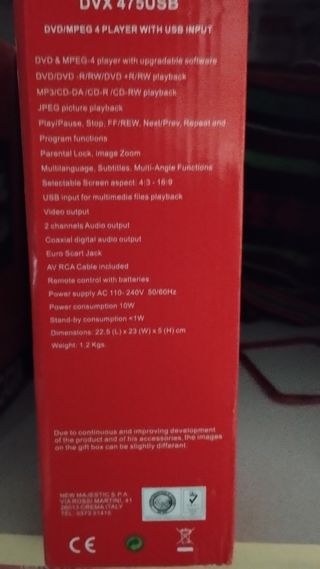 DVX 475USB
DVD/MPEG 4 PLAYER WITH USB INPUT
DVD & MPEG-4 player with upgradable software
DVD/DVD -R/RW/DVD +R/RW playback
MP3/CD-DA /CD-R /CD-RW playback
JPEG picture playback
Play/Pause, Stop, FF/REW, Next/Prev, Repeat and
Program functions
Parental Lock, image Zoom
Multilanguage, Subtitles, Multi-Angle Functions
Selectable Screen aspect: 4:3 - 16:9
USB input for multimedia files playback
Video output
2 channels Audio output
Coaxial digital audio output
Euro Scart Jack
AV RCA Cable included
Remote control with batteries
Power supply AC 110- 240V 50/60Hz
Power consumption 10W
Stand-by consumption <1W
Dimensions: 22.5 (L) x 23 (W) x 5 (H) cm
Weight: 1,2 Kgs.
Due to continuous and improving development
of the product and of his accessories, the images
on the gift box can be slightly different.
NEW MAJESTIC S.P.A.
VIA ROSSI MARTINI, 41
26013 CREMA ITALY
TEL. 0373 31415
CE